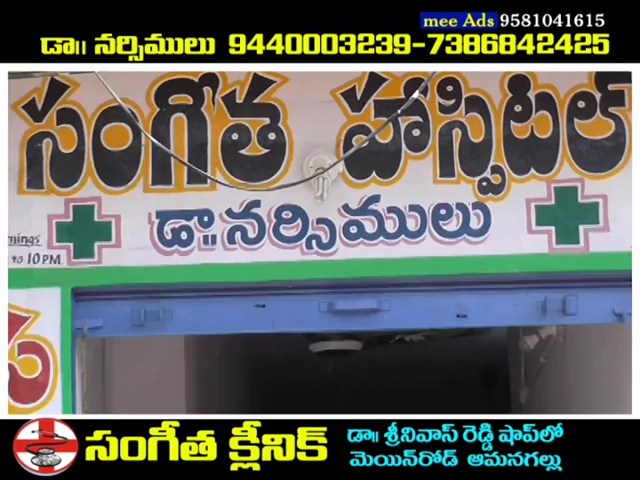 mee Ads 9581041615
డా॥ నర్సిములు 9440003239-7386842425
సంగీత హాస్పిటల్
డా॥ నర్సిములు
10 PM
సంగీత క్లీనిక్
డా॥ శ్రీనివాస్ రెడ్డి షాప్‌లో
మెయిన్‌రోడ్ ఆమనగల్లు